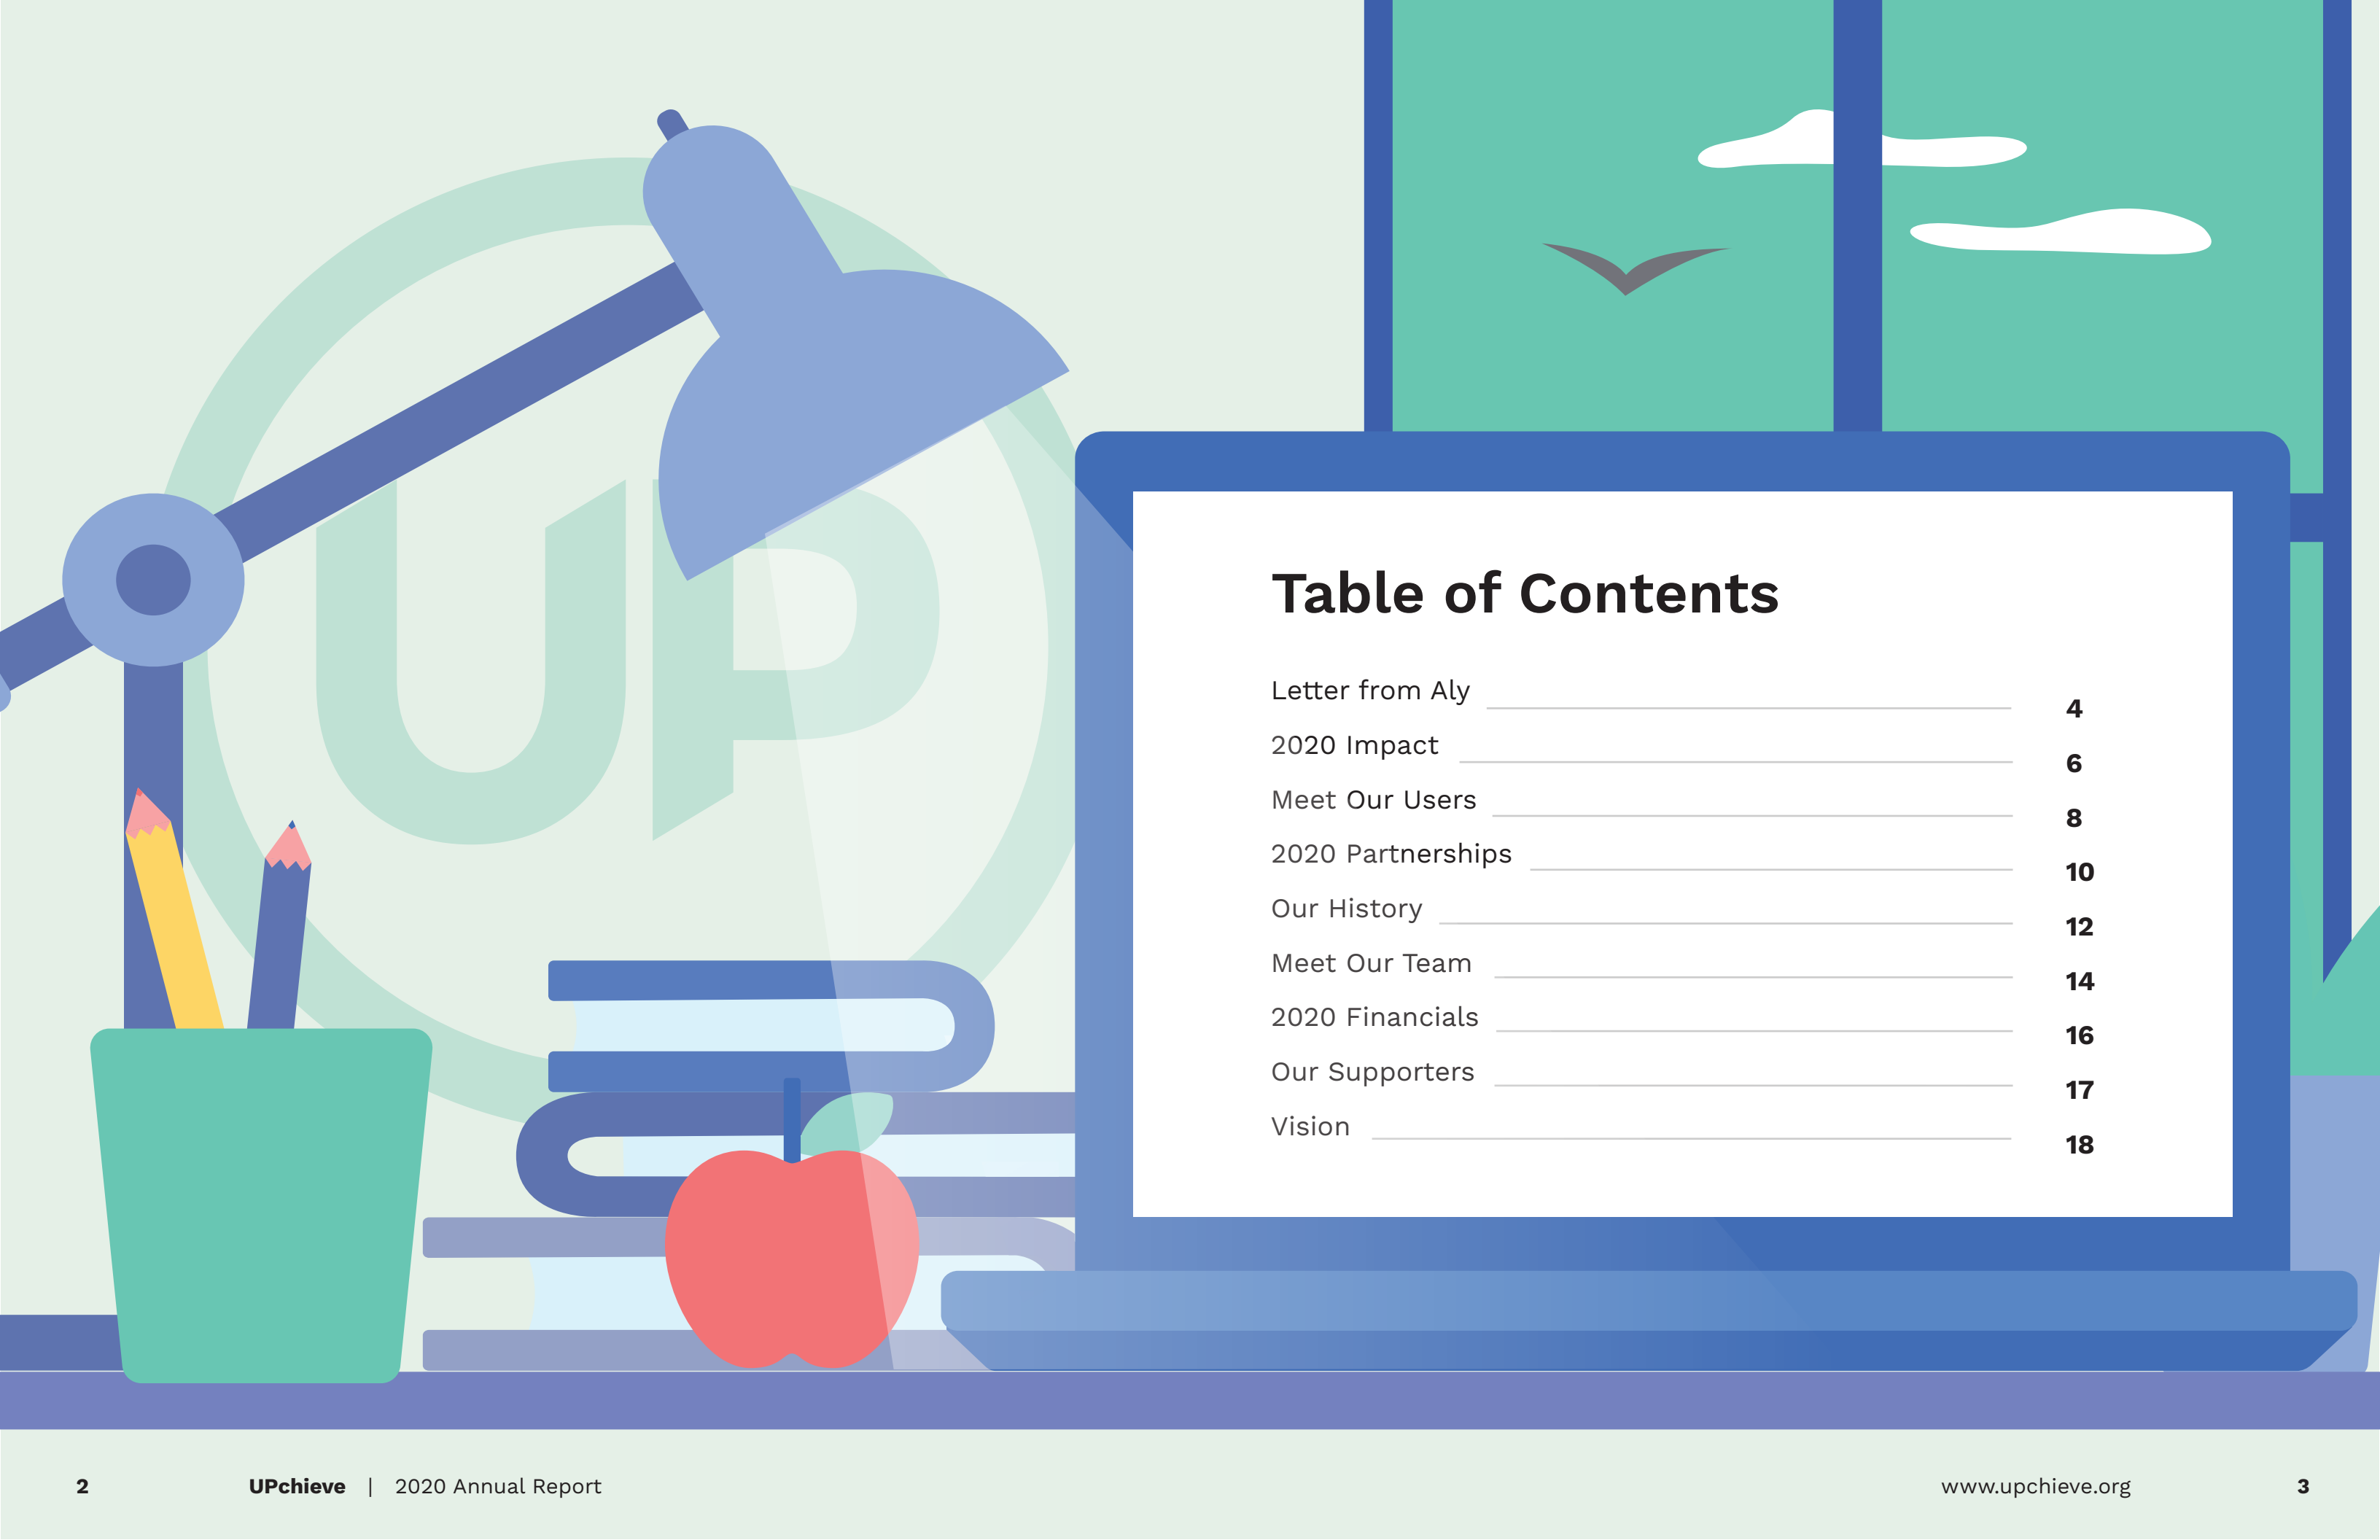 UP
Table of Contents
Letter from Aly 4
2020 Impact 6
Meet Our Users 8
2020 Partnerships 10
Our History 12
Meet Our Team 14
2020 Financials 16
Our Supporters 17
Vision 18
2 UPchieve | 2020 Annual Report www.upchieve.org 3